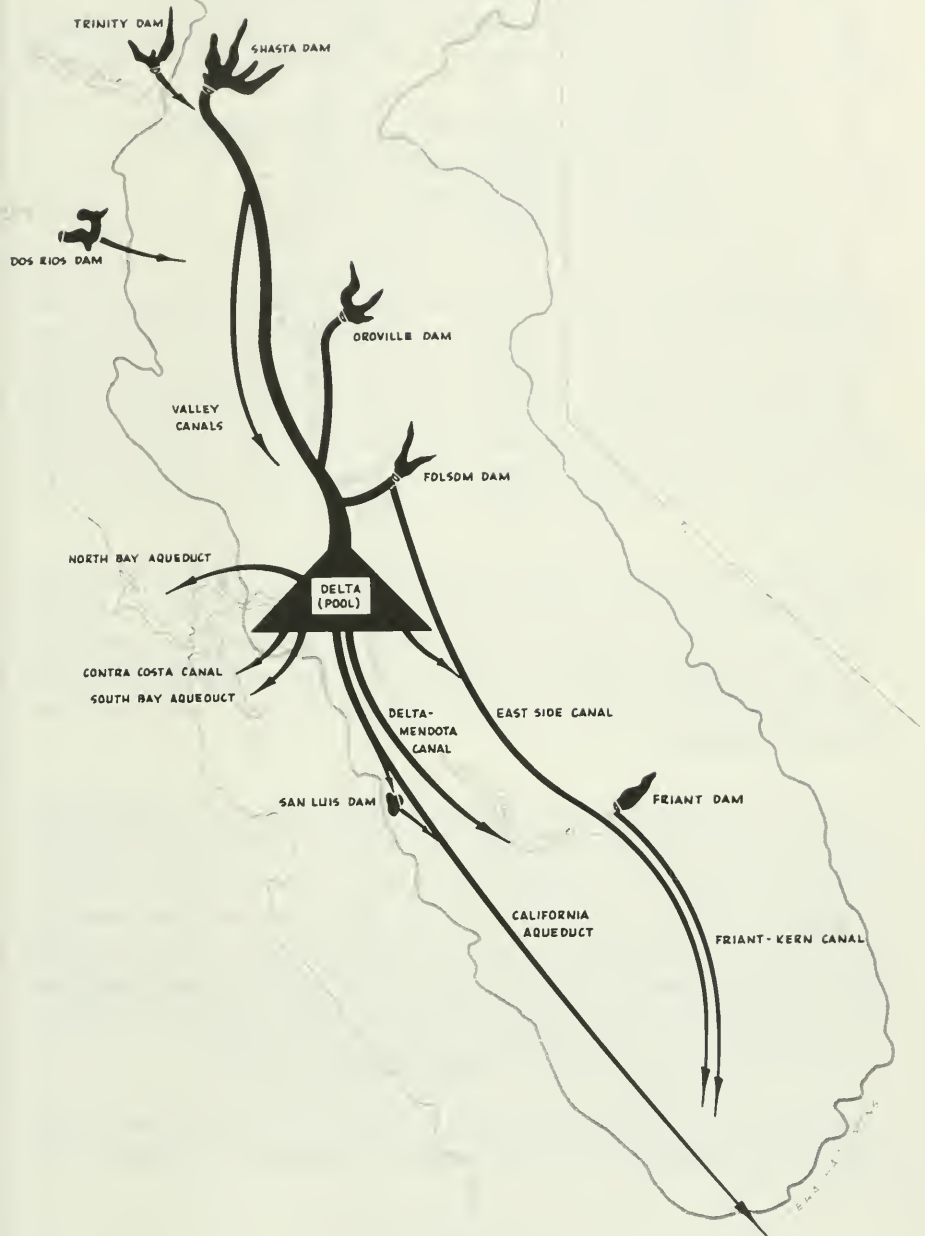 TRINITY DAM
SHASTA DAM
DOS RIOS DAM
OROVILLE DAM
VALLEY
CANALS
FOLSOM DAM
NORTH BAY AQUEDUCT
DELTA
(POOL)
CONTRA COSTA CANAL
SOUTH BAY AQUEDUCT
DELTA-
MENDOTA
CANAL
EAST SIDE CANAL
SAN LUIS DAM
FRIANT DAM
CALIFORNIA
AQUEDUCT
FRIANT-KERN CANAL